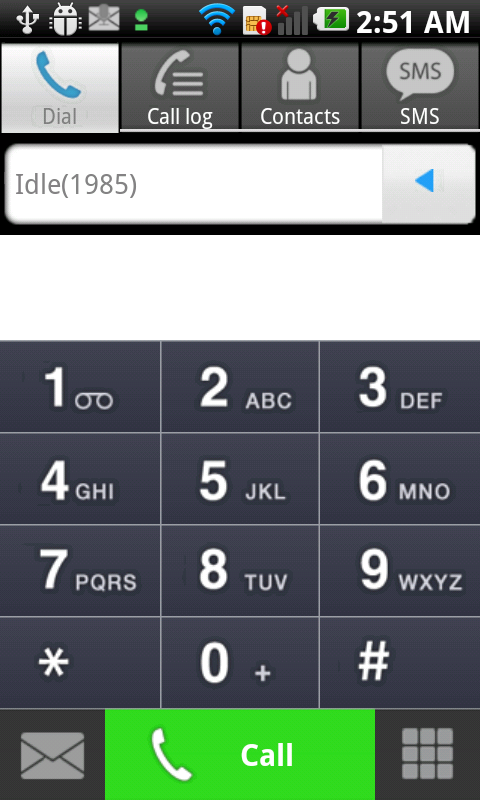 2:51 AM
Dial
Call log
Contacts
SMS
SMS
Idle(1985)
1
2 ABC
3 DEF
4 GHI
5 JKL
6 MNO
7 PQRS
8 TUV
9 WXYZ
*
0 +
#
Call